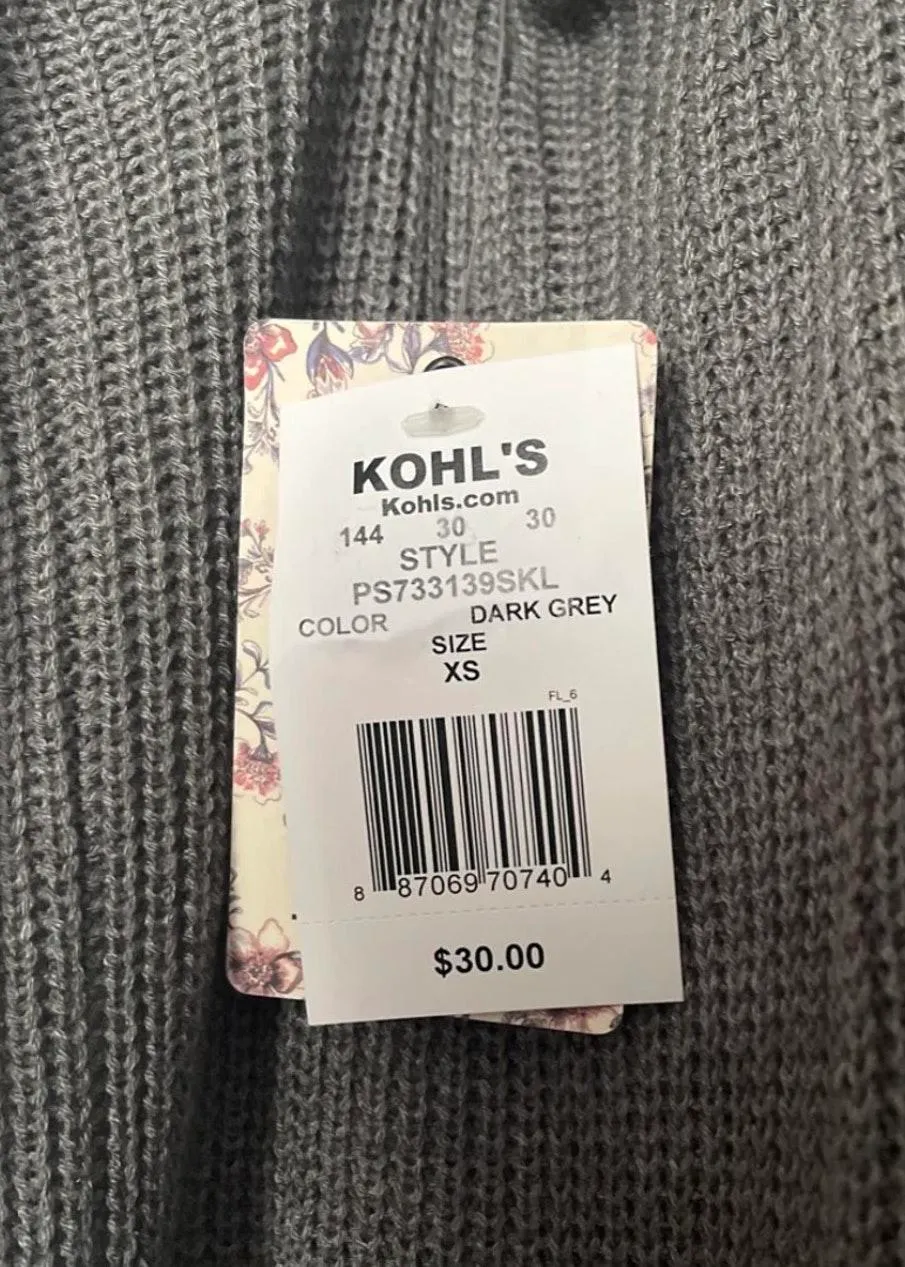 KOHL'S
Kohls.com
144 30 30
STYLE
PS733139SKL
COLOR DARK GREY
SIZE
XS
FL_6
8 87069 70740 4
$30.00